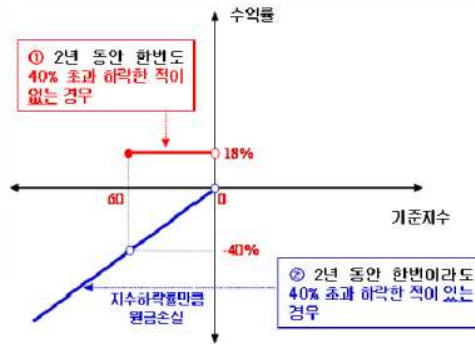 수익률
① 2년 동안 한번도
40% 초과 하락한 적이
없는 경우
18%
60
0
기준지수
-40%
② 2년 동안 한번이라도
40% 초과 하락한 적이 있는
경우
지수하락률만큼
원금손실